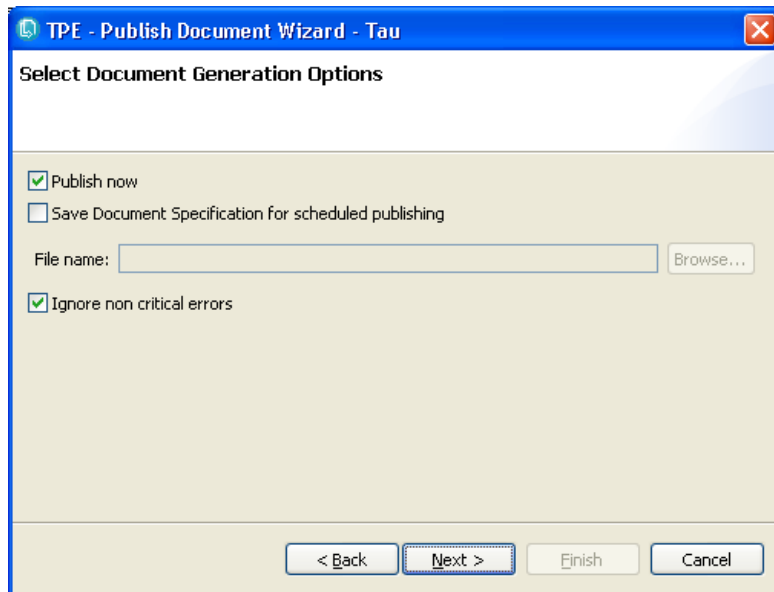 TPE - Publish Document Wizard - Tau
Select Document Generation Options
Publish now
Save Document Specification for scheduled publishing
File name: Browse...
Ignore non critical errors
< Back Next > Finish Cancel